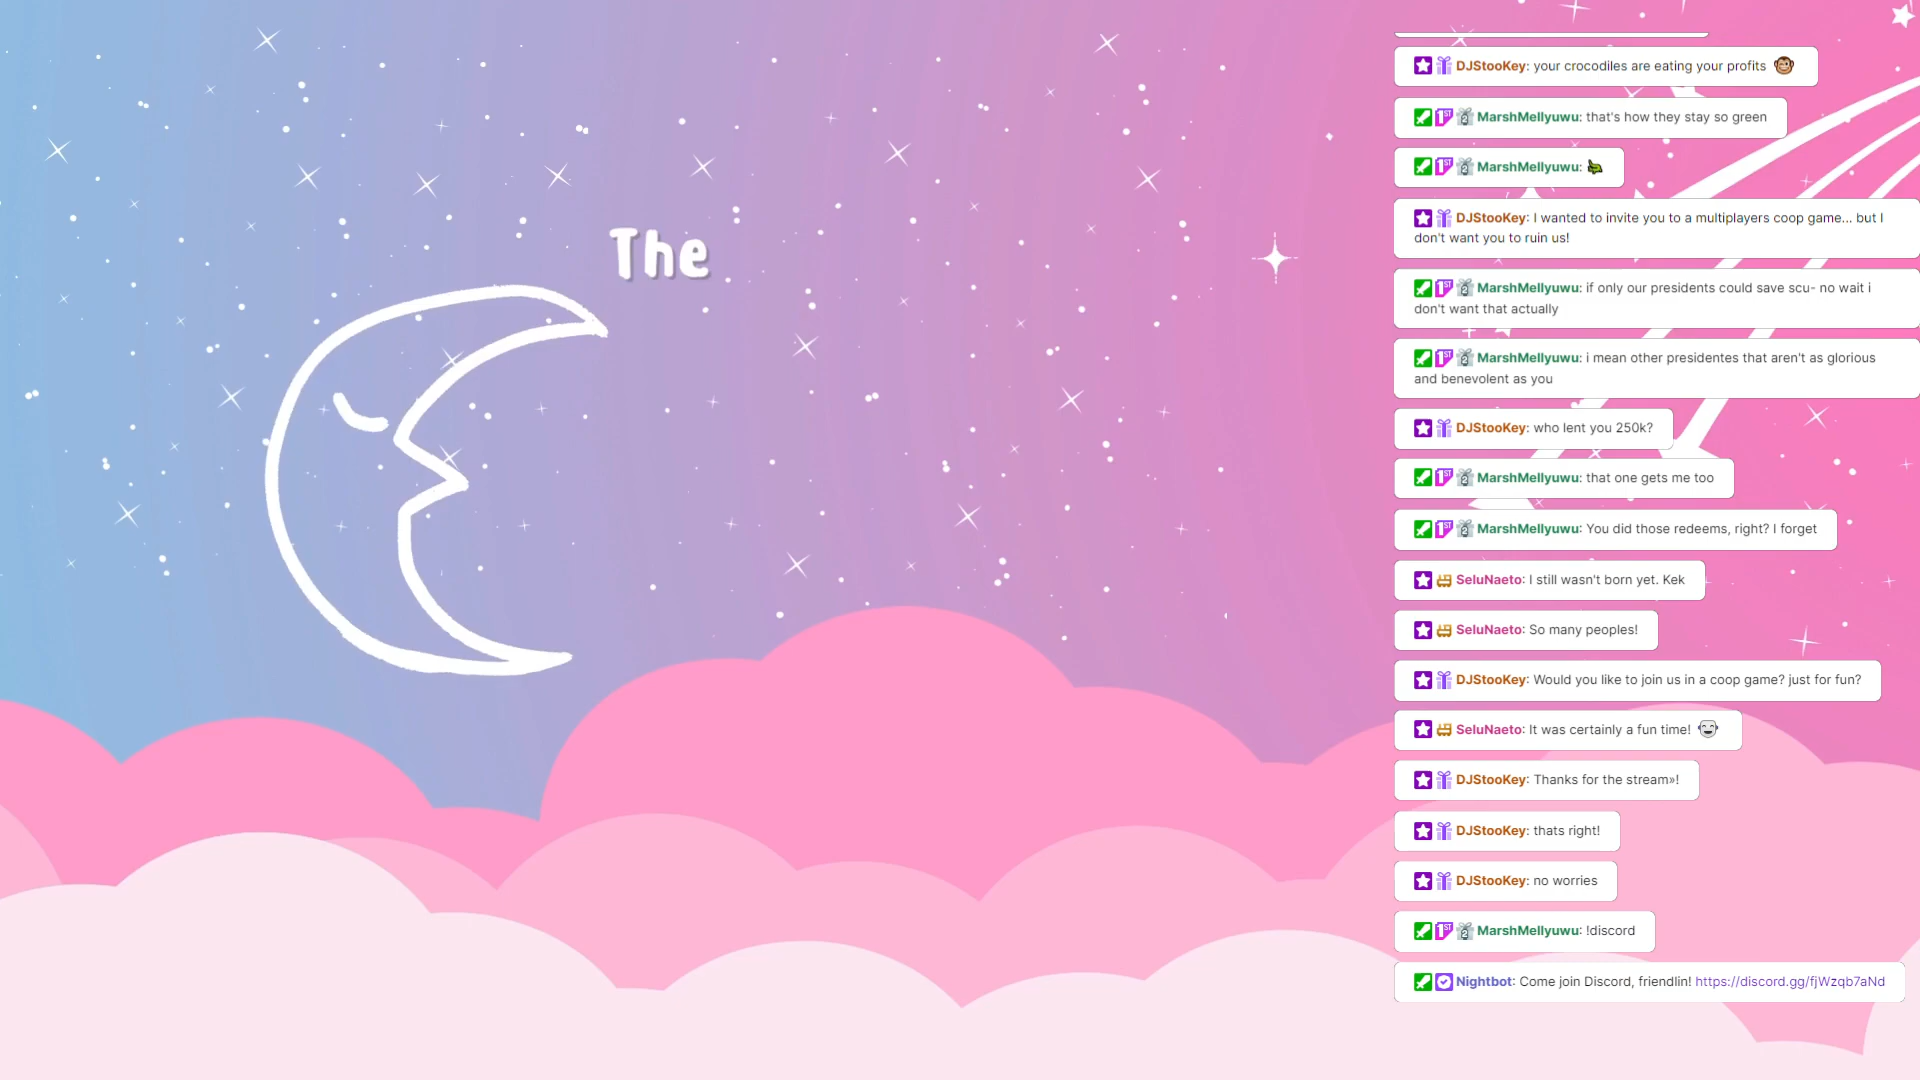 The
DJStooKey: your crocodiles are eating your profits
MarshMellyuwu: that's how they stay so green
MarshMellyuwu:
DJStooKey: I wanted to invite you to a multiplayers coop game... but I
don't want you to ruin us!
MarshMellyuwu: if only our presidents could save scu- no wait i
don't want that actually
MarshMellyuwu: i mean other presidentes that aren't as glorious
and benevolent as you
DJStooKey: who lent you 250k?
MarshMellyuwu: that one gets me too
MarshMellyuwu: You did those redeems, right? I forget
SeluNaeto: I still wasn't born yet. Kek
SeluNaeto: So many peoples!
DJStooKey: Would you like to join us in a coop game? just for fun?
SeluNaeto: It was certainly a fun time!
DJStooKey: Thanks for the stream»!
DJStooKey: thats right!
DJStooKey: no worries
MarshMellyuwu: !discord
Nightbot: Come join Discord, friendlin! https://discord.gg/fjWzqb7aNd